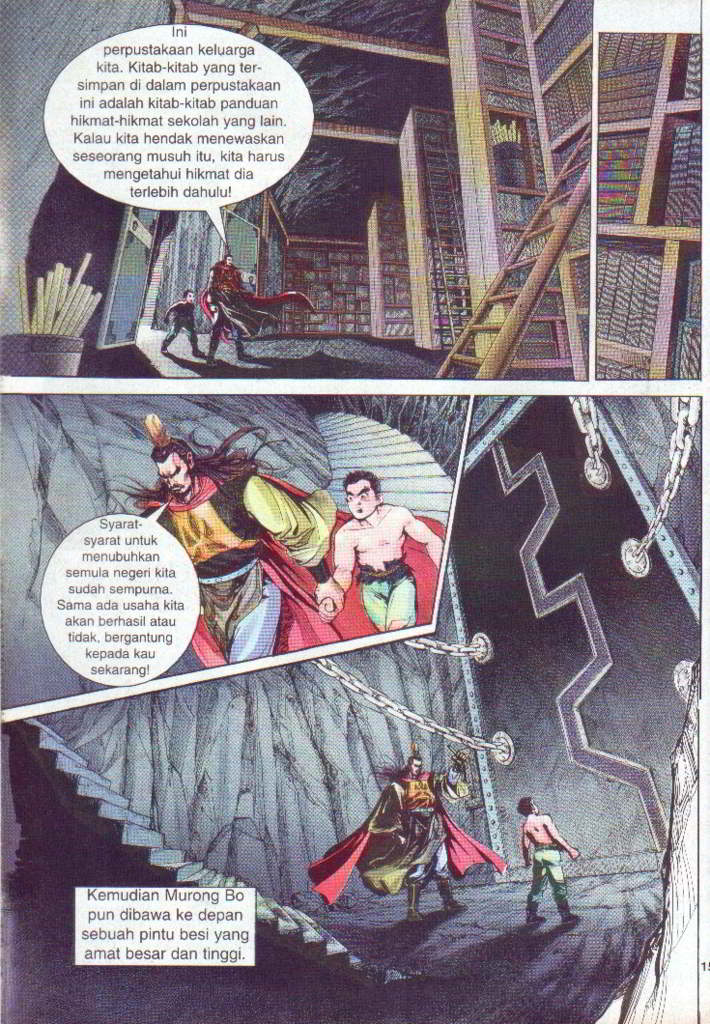 Ini
perpustakaan keluarga
kita. Kitab-kitab yang ter-
simpan di dalam perpustakaan
ini adalah kitab-kitab panduan
hikmat-hikmat sekolah yang lain.
Kalau kita hendak menewaskan
seseorang musuh itu, kita harus
mengetahui hikmat dia
terlebih dahulu!
Syarat-
syarat untuk
menubuhkan
semula negeri kita
sudah sempurna.
Sama ada usaha kita
akan berhasil atau
tidak, bergantung
kepada kau
sekarang!
Kemudian Murong Bo
pun dibawa ke depan
sebuah pintu besi yang
amat besar dan tinggi.